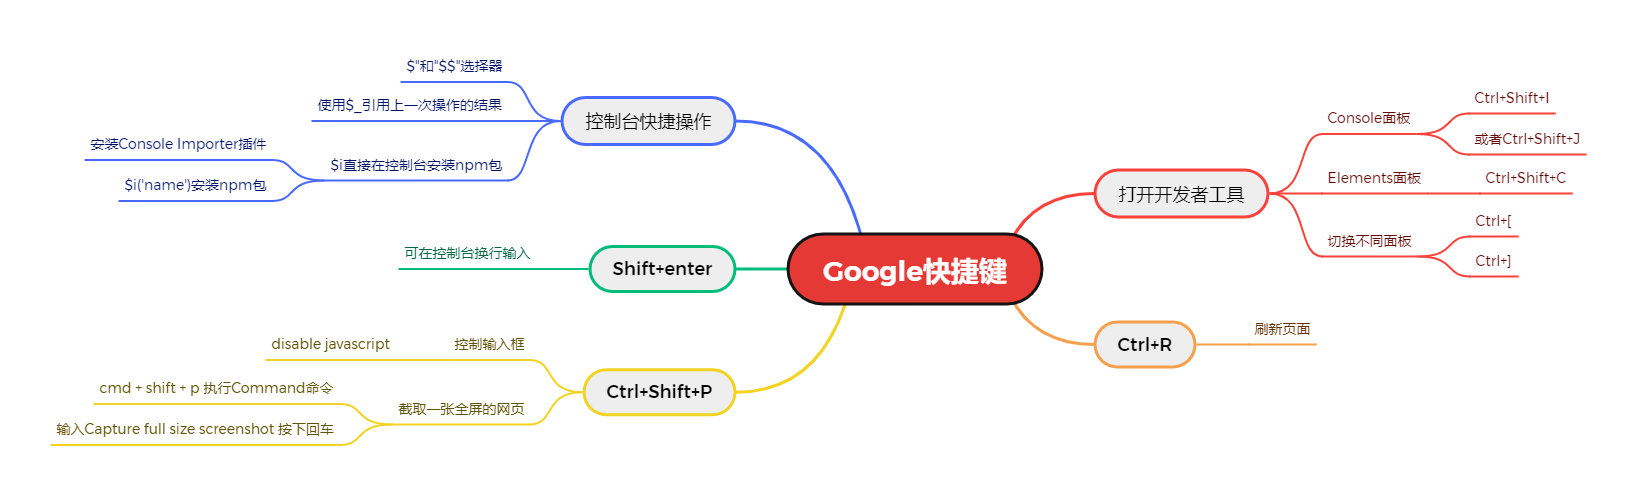 Google快捷键
打开开发者工具
Console面板
Ctrl+Shift+I
或者Ctrl+Shift+J
Elements面板
Ctrl+Shift+C
切换不同面板
Ctrl+[
Ctrl+]
Ctrl+R
刷新页面
控制台快捷操作
$"和"$$"选择器
使用$_引用上一次操作的结果
$i直接在控制台安装npm包
安装Console Importer插件
$i('name')安装npm包
Shift+enter
可在控制台换行输入
Ctrl+Shift+P
控制输入框
disable javascript
截取一张全屏的网页
cmd + shift + p 执行Command命令
输入Capture full size screenshot 按下回车